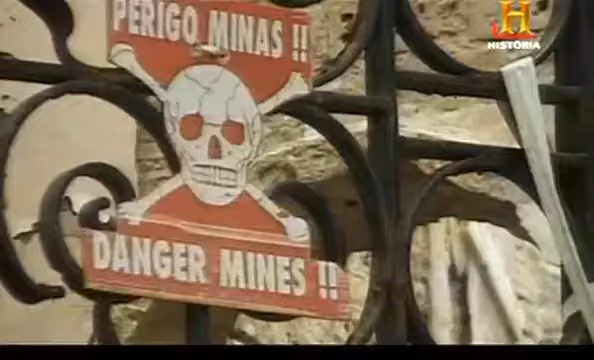 PERIGO MINAS !!
DANGER MINES !!
H
HISTÓRIA